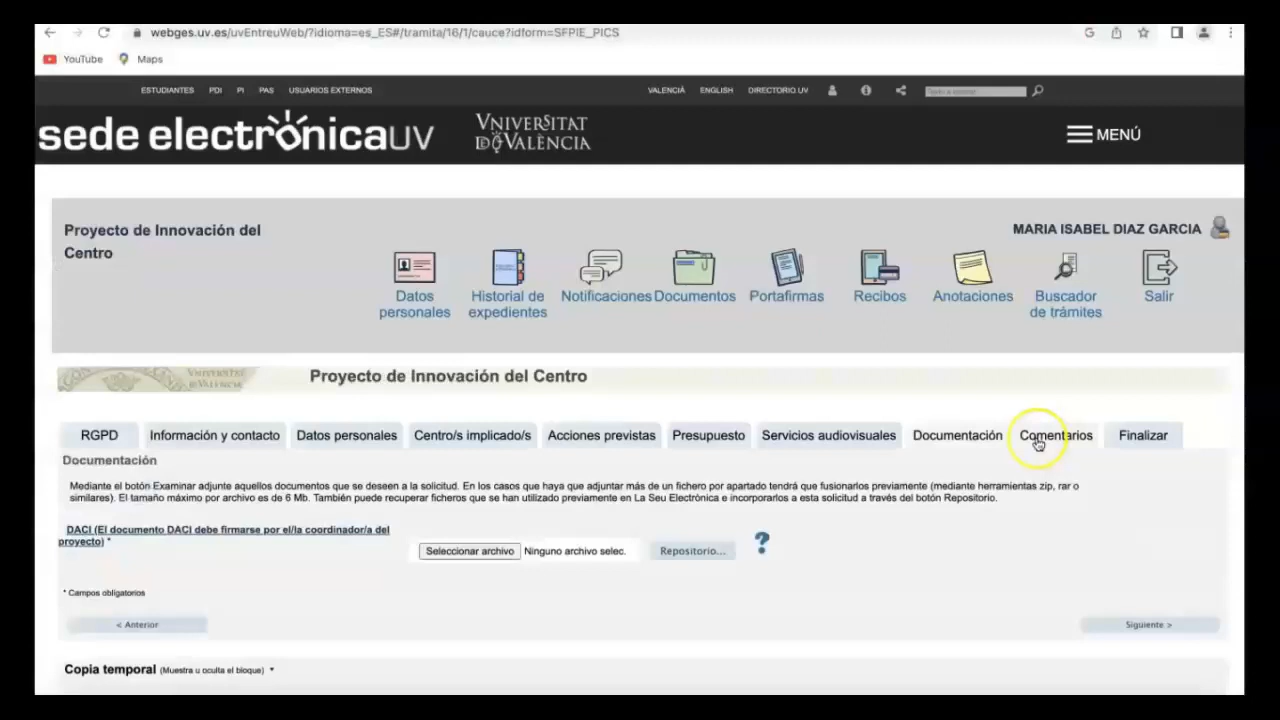 webges.uv.es/uvEntreuWeb/?idioma=es_ES#/tramita/16/1/cauce?idform=SFPIE_PICS
YouTube Maps
ESTUDIANTES PDI PI PAS USUARIOS EXTERNOS VALENCIÀ ENGLISH DIRECTORIO UV
sede electrònicaUV VNIVERSITAT
D'VALÈNCIA
MENÚ
Proyecto de Innovación del
Centro
MARIA ISABEL DIAZ GARCIA
Datos
personales
Historial de
expedientes
Notificaciones
Documentos
Portafirmas
Recibos
Anotaciones
Buscador
de trámites
Salir
Proyecto de Innovación del Centro
RGPD Información y contacto Datos personales Centro/s implicado/s Acciones previstas Presupuesto Servicios audiovisuales Documentación Comentarios Finalizar
Documentación
Mediante el botón Examinar adjunte aquellos documentos que se deseen a la solicitud. En los casos que haya que adjuntar más de un fichero por apartado tendrá que fusionarlos previamente (mediante herramientas zip, rar o
similares). El tamaño máximo por archivo es de 6 Mb. También puede recuperar ficheros que se han utilizado previamente en La Seu Electrònica e incorporarlos a esta solicitud a través del botón Repositorio.
DACI (El documento DACI debe firmarse por el/la coordinador/a del
proyecto) *
Seleccionar archivo Ninguno archivo selec. Repositorio... ?
* Campos obligatorios
< Anterior Siguiente >
Copia temporal (Muestra u oculta el bloque)